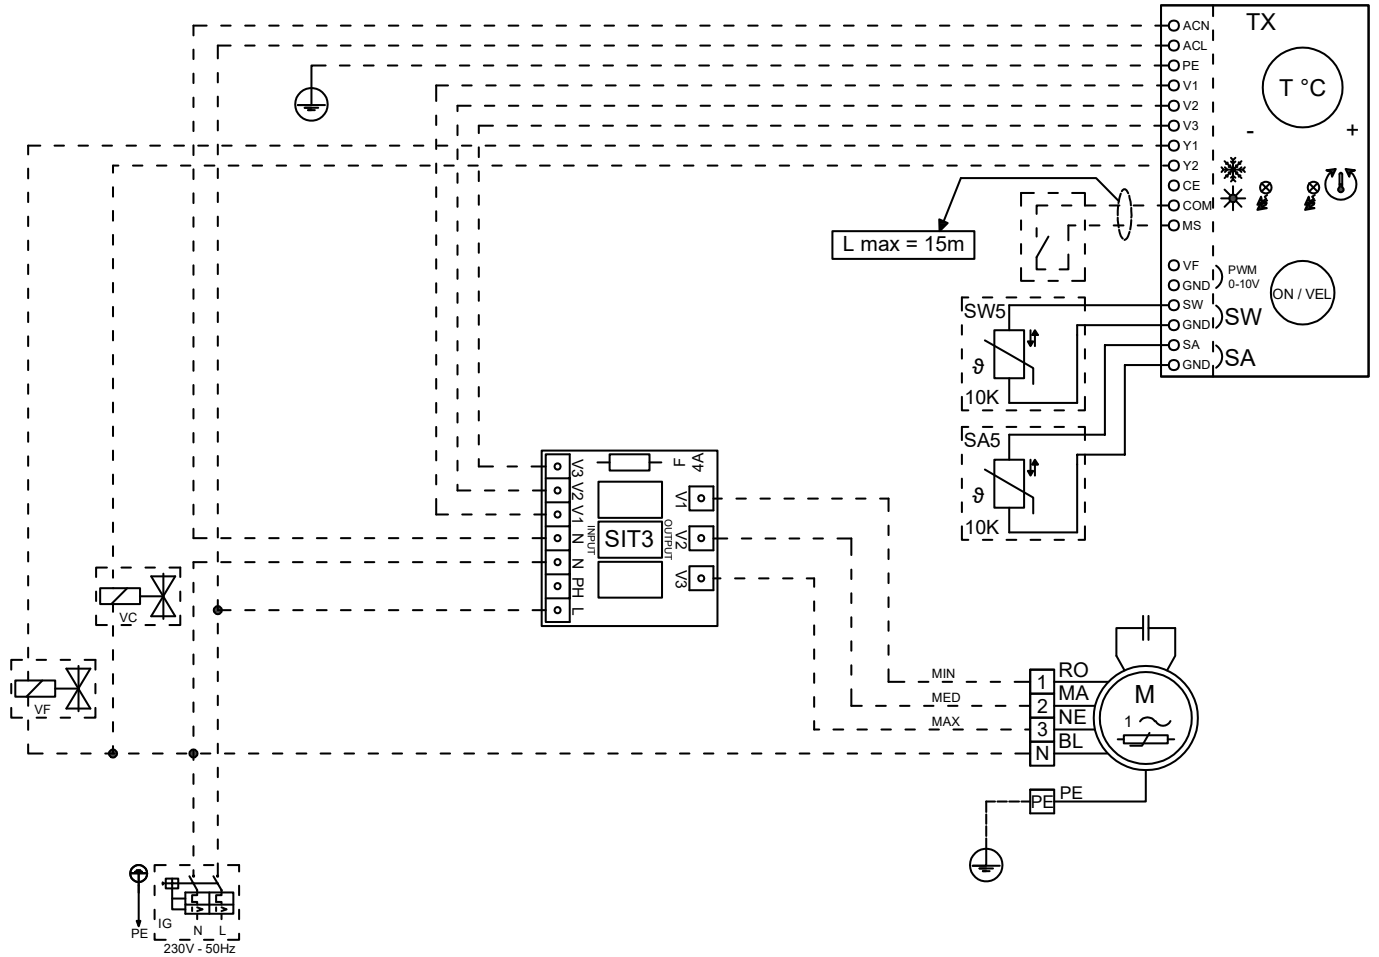 TX
ACN
ACL
PE
V1
V2
V3
Y1
Y2
CE
COM
MS
VF
GND
SW
GND
SA
GND
T °C
- +
PWM
0-10V
ON / VEL
SW
SA
L max = 15m
SW5
ϑ
10K
SA5
ϑ
10K
V3
V2
V1
N
N
PH
L
INPUT
SIT3
OUTPUT
F 4A
V1
V2
V3
VC
VF
MIN
MED
MAX
1 RO
2 MA
3 NE
N BL
PE PE
M
1
PE
IG
N L
230V - 50Hz